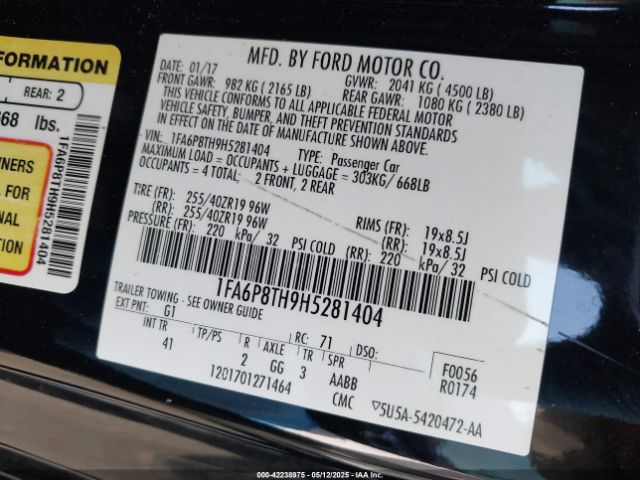 FORMATION
REAR: 2
668 lbs.
WNERS
L FOR
NAL
ATION
1FA6P8TH9H5281404
MFD. BY FORD MOTOR CO.
DATE: 01/17 GVWR: 2041 KG ( 4500 LB)
FRONT GAWR: 982 KG ( 2165 LB) REAR GAWR: 1080 KG ( 2380 LB)
THIS VEHICLE CONFORMS TO ALL APPLICABLE FEDERAL MOTOR
VEHICLE SAFETY, BUMPER, AND THEFT PREVENTION STANDARDS
IN EFFECT ON THE DATE OF MANUFACTURE SHOWN ABOVE.
VIN: 1FA6P8TH9H5281404 TYPE: Passenger Car
MAXIMUM LOAD = OCCUPANTS + LUGGAGE = 303KG/ 668LB
OCCUPANTS = 4 TOTAL; 2 FRONT, 2 REAR
TIRE (FR): 255/40ZR19 96W RIMS (FR): 19x8.5J
(RR): 255/40ZR19 96W (RR): 19x8.5J
PRESSURE (FR): 220 kPa/ 32 PSI COLD (RR): 220 kPa/ 32 PSI COLD
1FA6P8TH9H5281404
TRAILER TOWING - SEE OWNER GUIDE
EXT PNT: G1 RC: 71 DSO:
INT TR TP/PS R AXLE TR SPR F0056
41 2 GG 3 AABB R0174
1201701271464 CMC ▽5U5A-5420472-AA
000-42238975 - 05/12/2025 - IAAI.COM